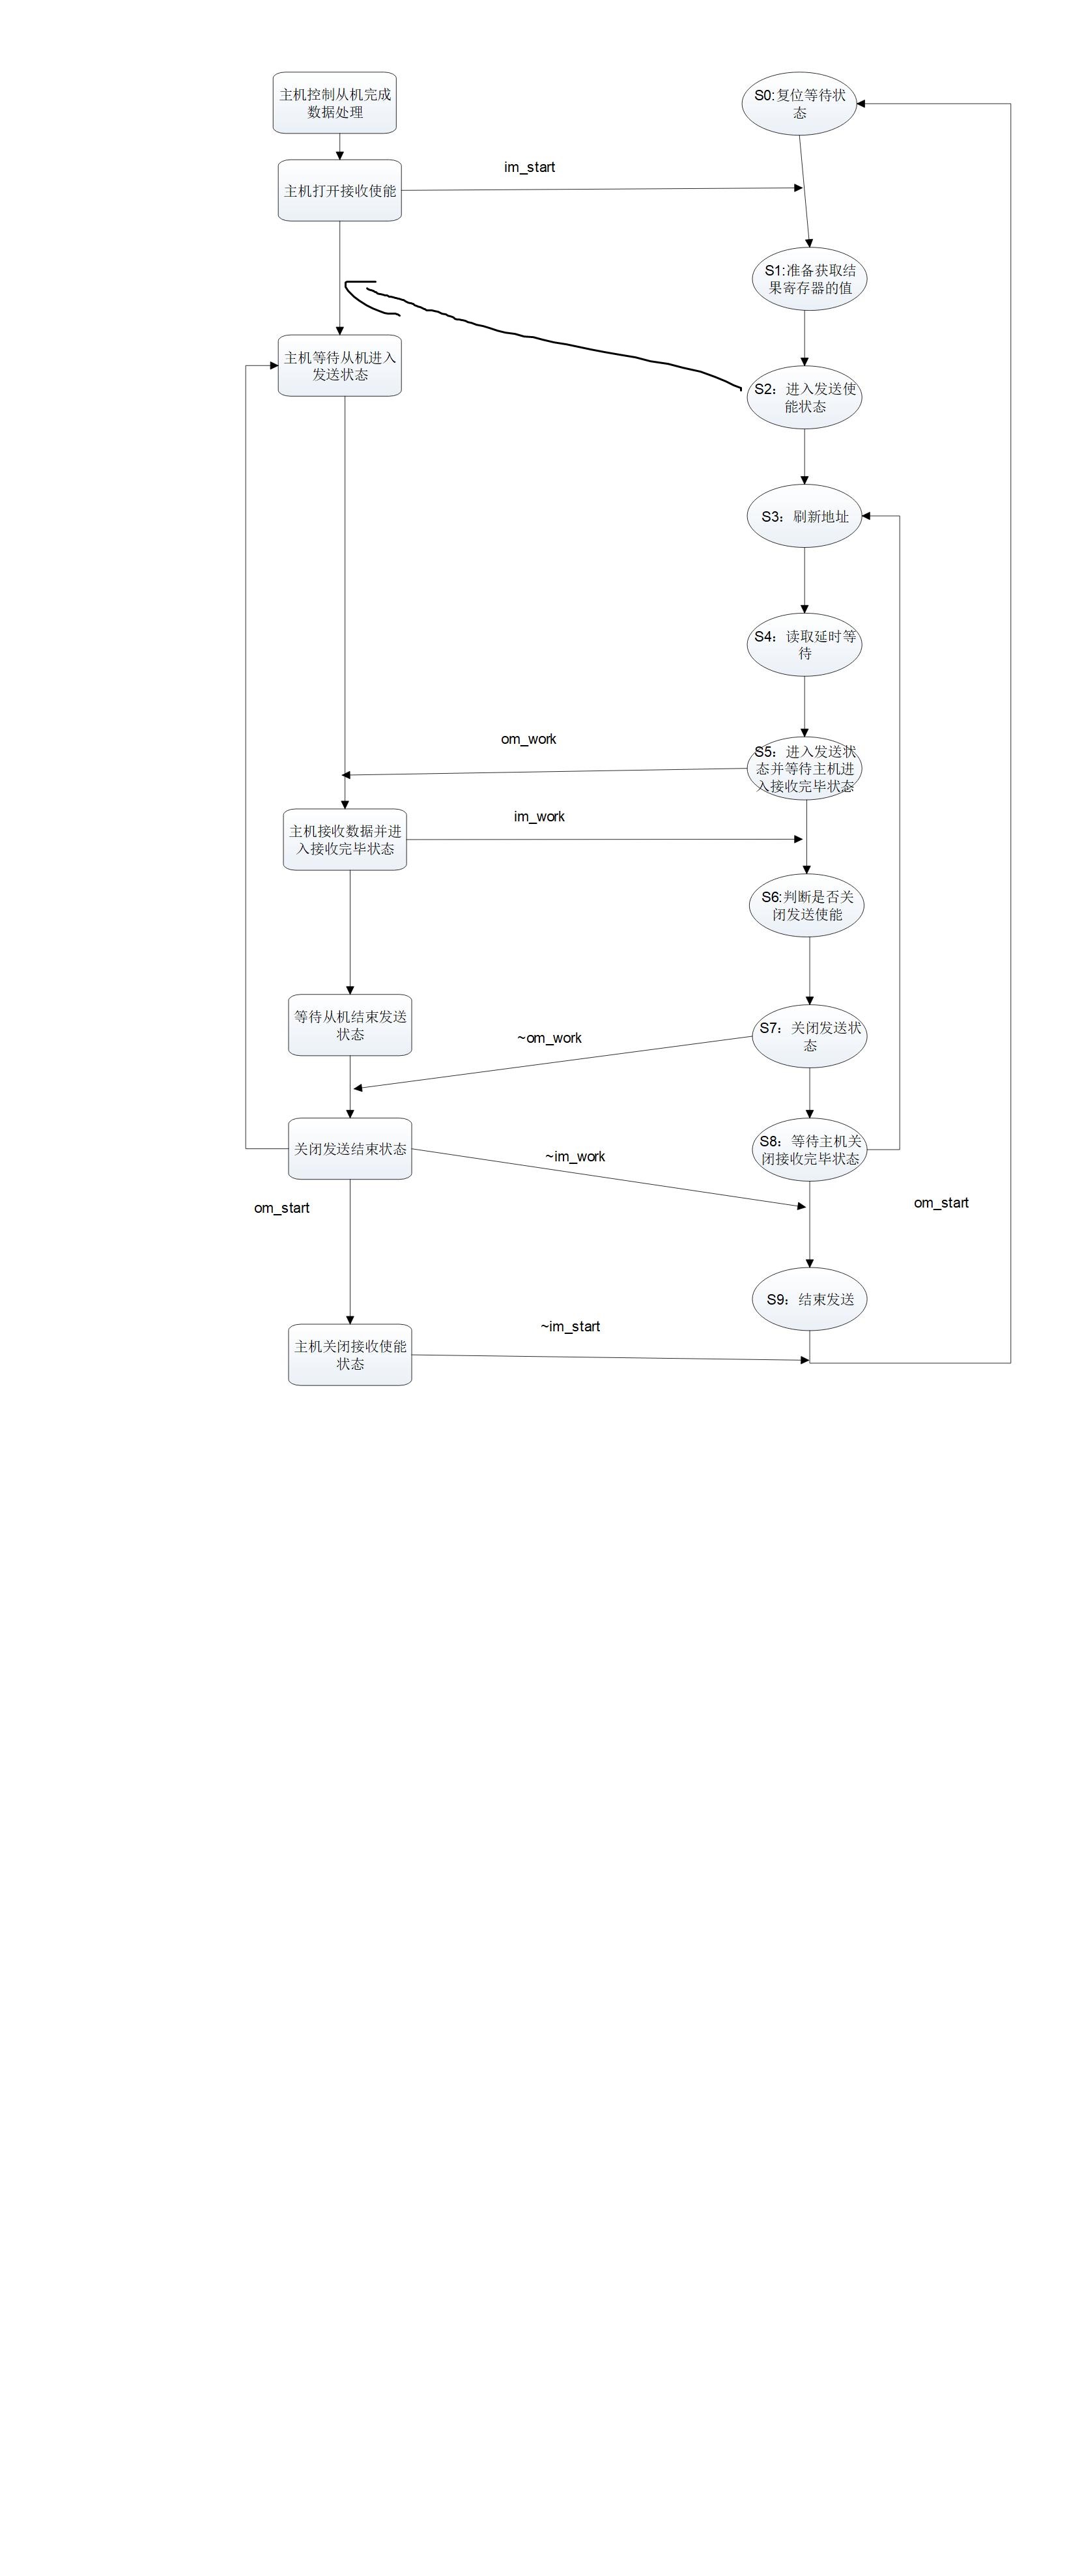 主机控制从机完成
数据处理
S0:复位等待状
态
im_start
主机打开接收使能
S1:准备获取结
果寄存器的值
主机等待从机进入
发送状态
S2：进入发送使
能状态
S3：刷新地址
S4：读取延时等
待
om_work
S5：进入发送状
态并等待主机进
入接收完毕状态
im_work
主机接收数据并进
入接收完毕状态
S6:判断是否关
闭发送使能
等待从机结束发送
状态
~om_work
S7：关闭发送状
态
关闭发送结束状态
~im_work
S8：等待主机关
闭接收完毕状态
om_start
om_start
S9：结束发送
~im_start
主机关闭接收使能
状态